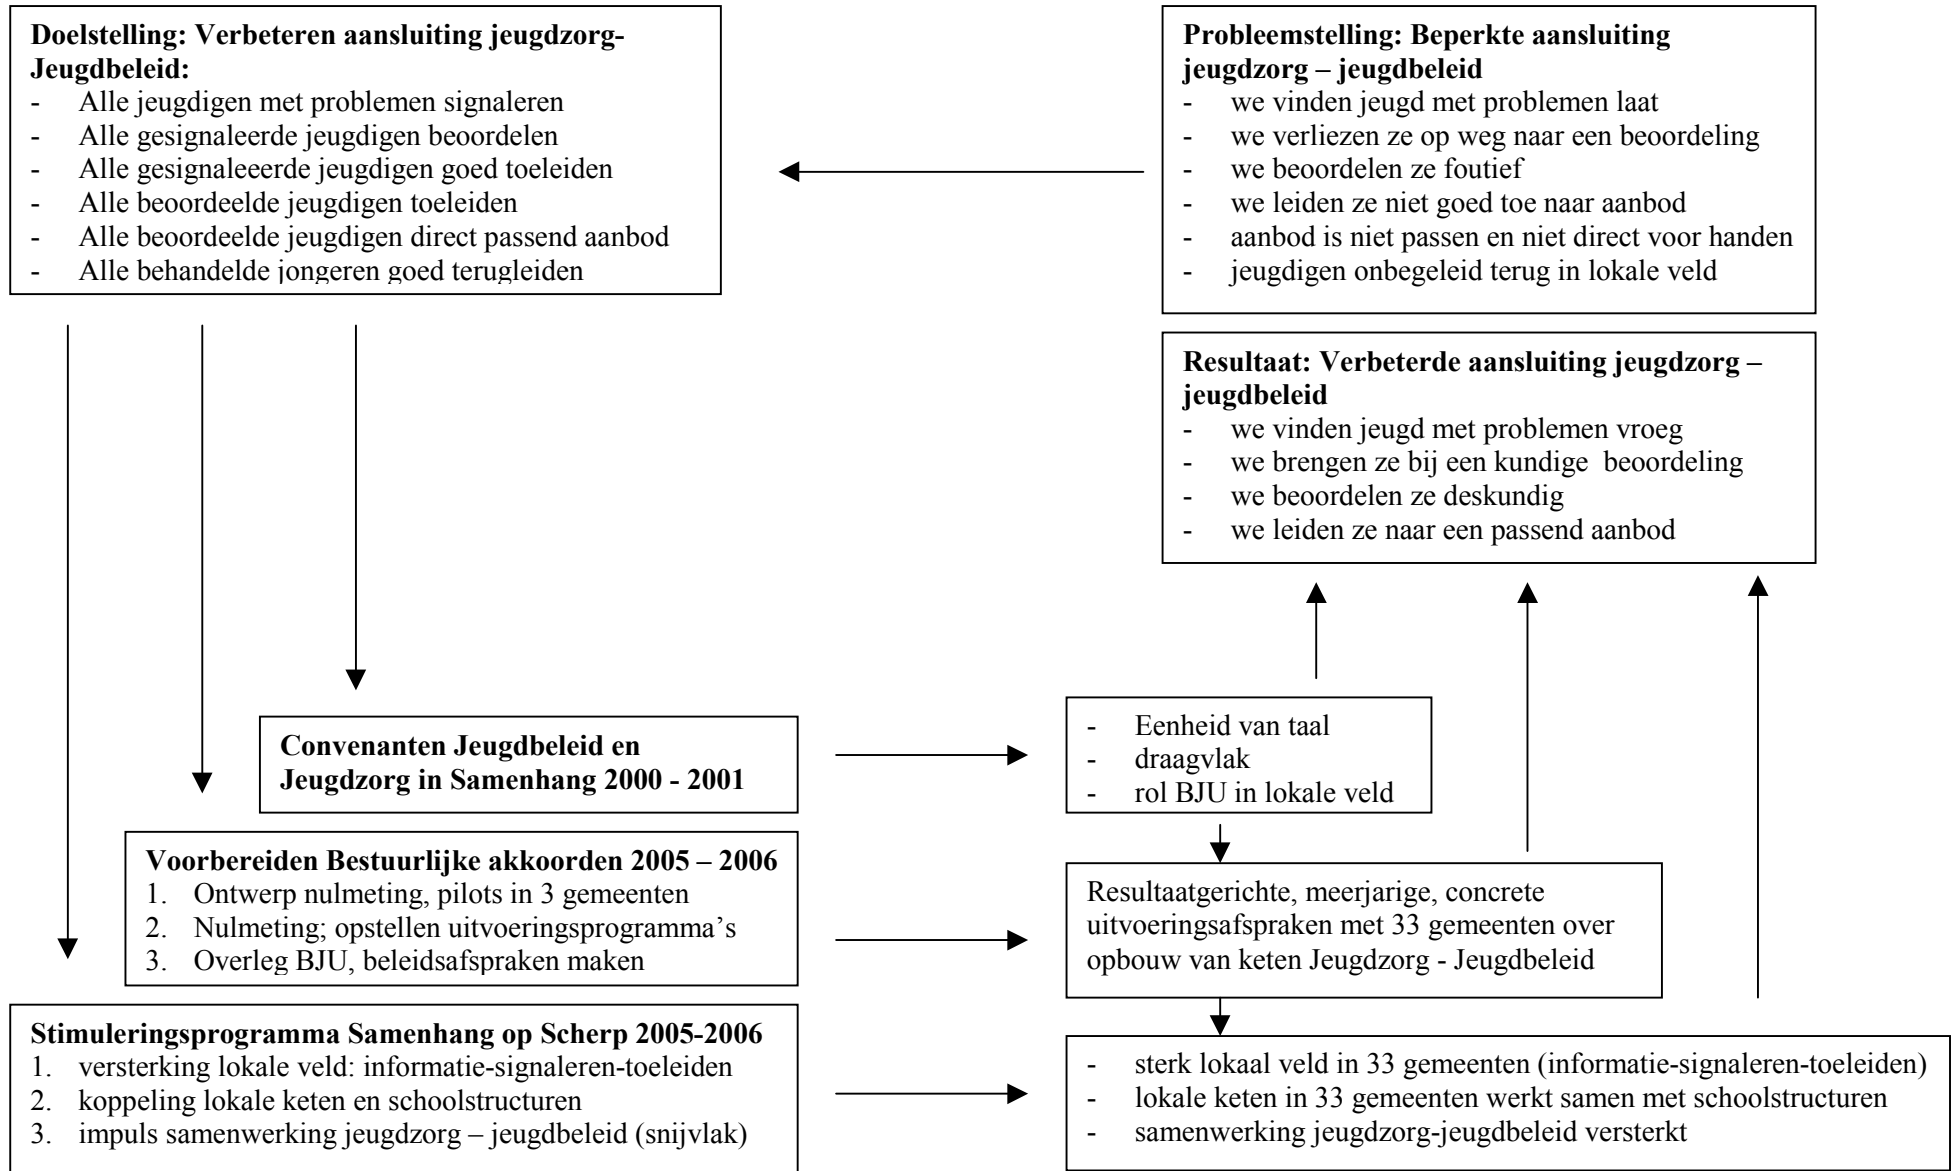 Doelstelling: Verbeteren aansluiting jeugdzorg-
Jeugdbeleid:
- Alle jeugdigen met problemen signaleren
- Alle gesignaleerde jeugdigen beoordelen
- Alle gesignaleeerde jeugdigen goed toeleiden
- Alle beoordeelde jeugdigen toeleiden
- Alle beoordeelde jeugdigen direct passend aanbod
- Alle behandelde jongeren goed terugleiden
Probleemstelling: Beperkte aansluiting
jeugdzorg – jeugdbeleid
- we vinden jeugd met problemen laat
- we verliezen ze op weg naar een beoordeling
- we beoordelen ze foutief
- we leiden ze niet goed toe naar aanbod
- aanbod is niet passen en niet direct voor handen
- jeugdigen onbegeleid terug in lokale veld
Resultaat: Verbeterde aansluiting jeugdzorg –
jeugdbeleid
- we vinden jeugd met problemen vroeg
- we brengen ze bij een kundige beoordeling
- we beoordelen ze deskundig
- we leiden ze naar een passend aanbod
Convenanten Jeugdbeleid en
Jeugdzorg in Samenhang 2000 - 2001
- Eenheid van taal
- draagvlak
- rol BJU in lokale veld
Voorbereiden Bestuurlijke akkoorden 2005 – 2006
1. Ontwerp nulmeting, pilots in 3 gemeenten
2. Nulmeting; opstellen uitvoeringsprogramma’s
3. Overleg BJU, beleidsafspraken maken
Resultaatgerichte, meerjarige, concrete
uitvoeringsafspraken met 33 gemeenten over
opbouw van keten Jeugdzorg - Jeugdbeleid
Stimuleringsprogramma Samenhang op Scherp 2005-2006
1. versterking lokale veld: informatie-signaleren-toeleiden
2. koppeling lokale keten en schoolstructuren
3. impuls samenwerking jeugdzorg – jeugdbeleid (snijvlak)
- sterk lokaal veld in 33 gemeenten (informatie-signaleren-toeleiden)
- lokale keten in 33 gemeenten werkt samen met schoolstructuren
- samenwerking jeugdzorg-jeugdbeleid versterkt